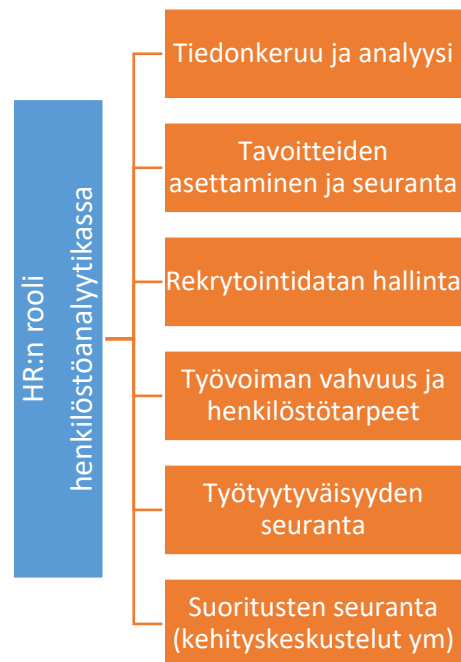 HR:n rooli
henkilöstöanalyytikassa
Tiedonkeruu ja analyysi
Tavoitteiden
asettaminen ja seuranta
Rekrytointidatan hallinta
Työvoiman vahvuus ja
henkilöstötarpeet
Työtyytyväisyyden
seuranta
Suoritusten seuranta
(kehityskeskustelut ym)